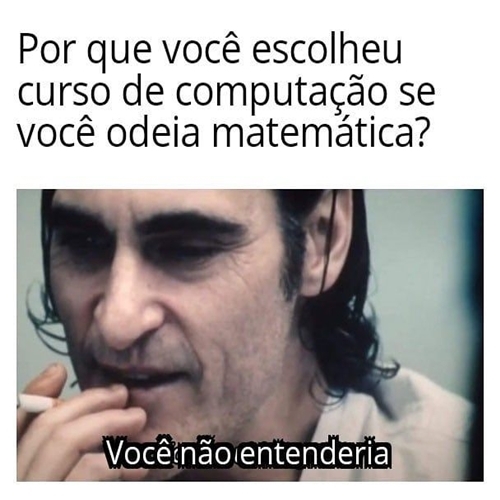 Por que você escolheu
curso de computação se
você odeia matemática?
Você não entenderia